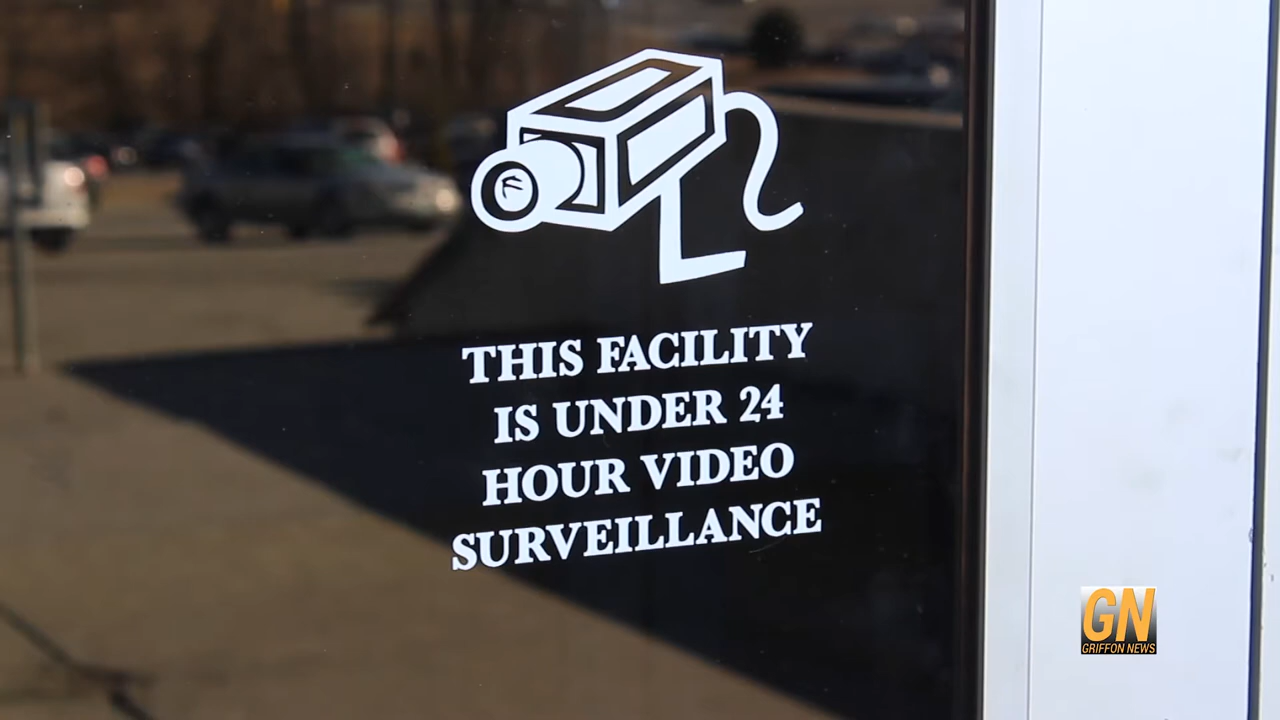 THIS FACILITY
IS UNDER 24
HOUR VIDEO
SURVEILLANCE
GN
GRIFFON NEWS